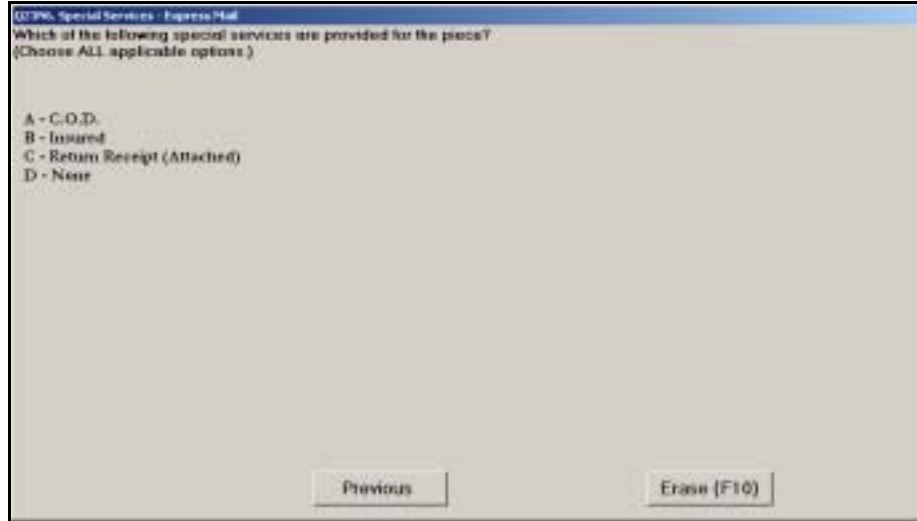 Q23N6. Special Services - Express Mail
Which of the following special services are provided for the piece?
(Choose ALL applicable options.)
A - C.O.D.
B - Insured
C - Return Receipt (Attached)
D - None
Previous
Erase (F10)